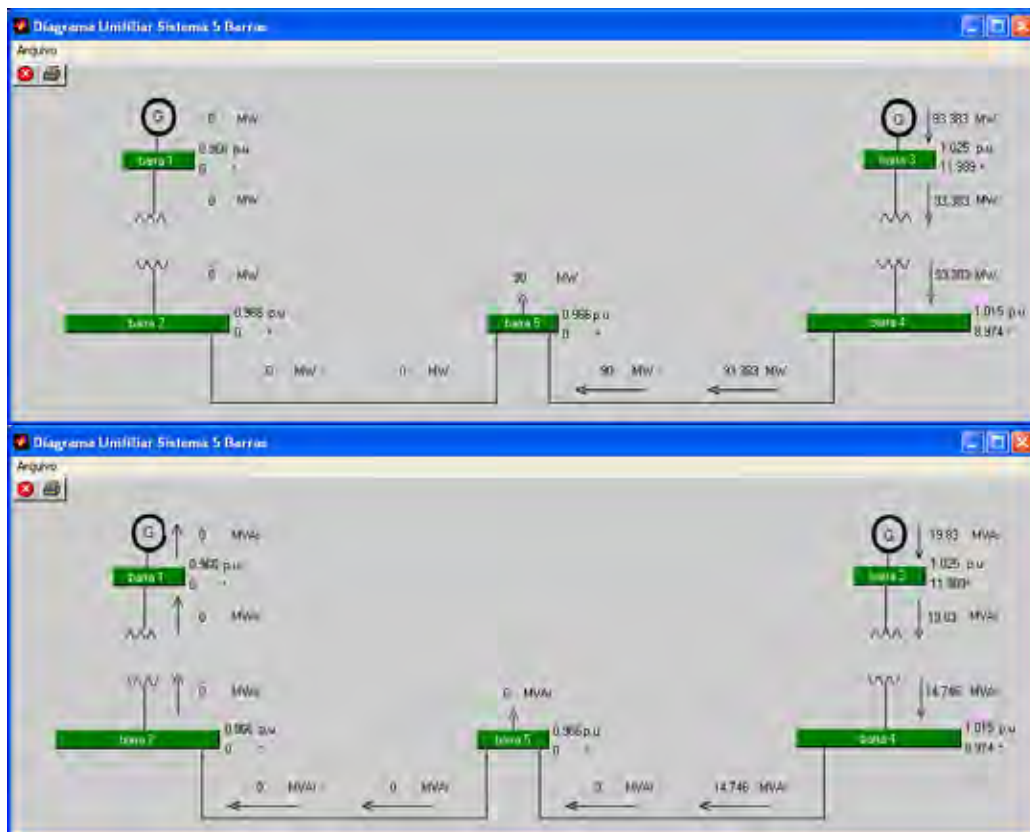 Diagrama Unifiliar Sistema 5 Barras
Arquivo
G 0 MW
barra 1 0.966 p.u
0 °
0 MW
0 MW
barra 2 0.966 p.u
0 °
0 MW 0 MW
90 MW
barra 5 0.966 p.u
0 °
90 MW 93.383 MW
G 93.383 MW
barra 3 1.025 p.u
11.989 °
93.383 MW
93.383 MW
barra 4 1.015 p.u
8.974 °
Diagrama Unifiliar Sistema 5 Barras
Arquivo
G 0 MVAr
barra 1 0.966 p.u
0 °
0 MVAr
0 MVAr
barra 2 0.966 p.u
0 °
0 MVAr 0 MVAr
0 MVAr
barra 5 0.966 p.u
0 °
0 MVAr 14.746 MVAr
G 19.83 MVAr
barra 3 1.025 p.u
11.989 °
19.83 MVAr
14.746 MVAr
barra 4 1.015 p.u
8.974 °